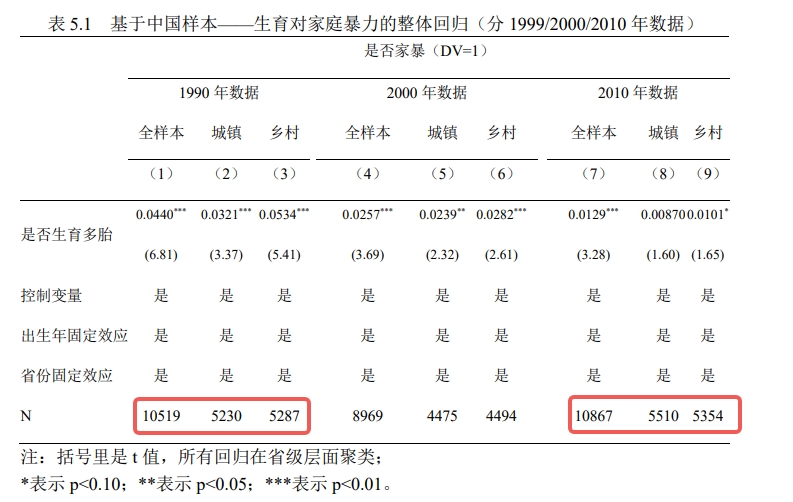 表 5.1 基于中国样本——生育对家庭暴力的整体回归（分 1999/2000/2010 年数据）
是否家暴（DV=1）
1990 年数据 2000 年数据 2010 年数据
全样本 城镇 乡村 全样本 城镇 乡村 全样本 城镇 乡村
（1） （2） （3） （4） （5） （6） （7） （8） （9）
是否生育多胎 0.0440*** 0.0321*** 0.0534*** 0.0257*** 0.0239** 0.0282*** 0.0129*** 0.00870 0.0101*
(6.81) (3.37) (5.41) (3.69) (2.32) (2.61) (3.28) (1.60) (1.65)
控制变量 是 是 是 是 是 是 是 是 是
出生年固定效应 是 是 是 是 是 是 是 是 是
省份固定效应 是 是 是 是 是 是 是 是 是
N 10519 5230 5287 8969 4475 4494 10867 5510 5354
注：括号里是 t 值，所有回归在省级层面聚类；
*表示 p<0.10；**表示 p<0.05；***表示 p<0.01。